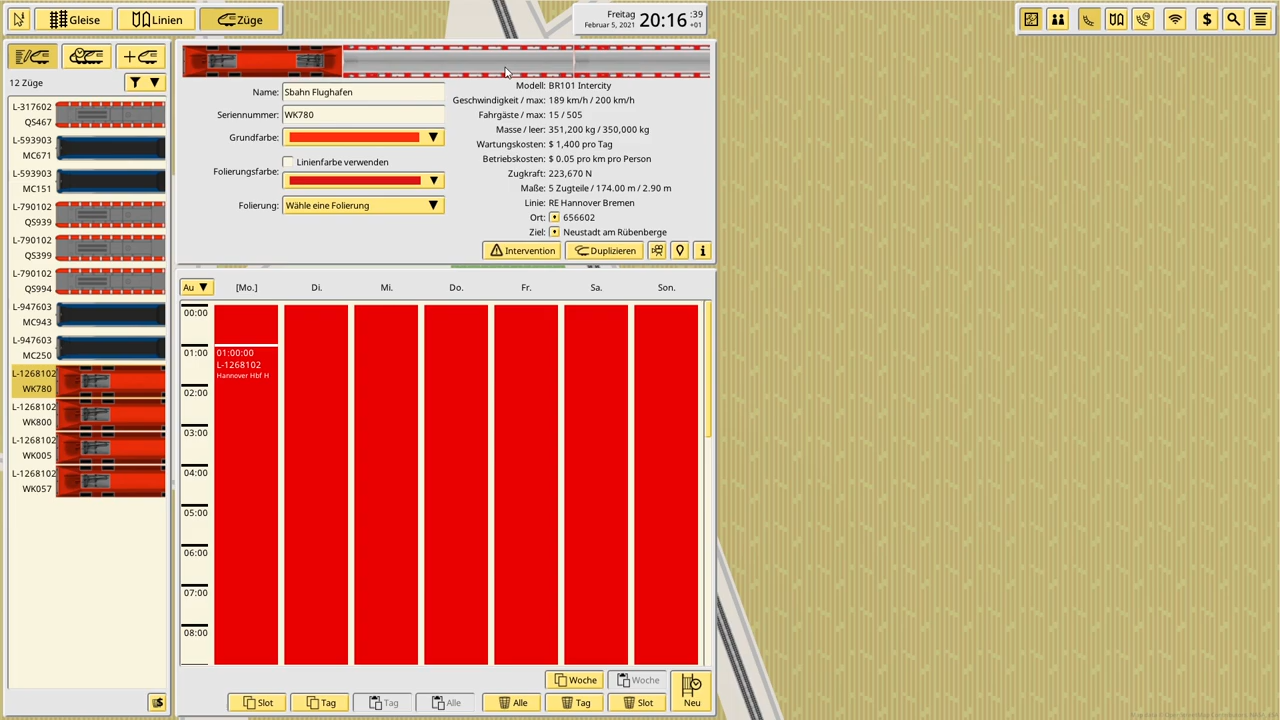 Gleise
Linien
Züge
Freitag
Februar 5, 2021
20:16
:39
+01
$
12 Züge
L-317602
QS467
L-593903
MC671
L-593903
MC151
L-790102
QS939
L-790102
QS399
L-790102
QS994
L-947603
MC943
L-947603
MC250
L-1268102
WK780
L-1268102
WK800
L-1268102
WK005
L-1268102
WK057
Name: Sbahn Flughafen
Seriennummer: WK780
Grundfarbe:
Linienfarbe verwenden
Folierungsfarbe:
Folierung: Wähle eine Folierung
Modell: BR101 Intercity
Geschwindigkeit / max: 189 km/h / 200 km/h
Fahrgäste / max: 15 / 505
Masse / leer: 351,200 kg / 350,000 kg
Wartungskosten: $ 1,400 pro Tag
Betriebskosten: $ 0.05 pro km pro Person
Zugkraft: 223,670 N
Maße: 5 Zugteile / 174.00 m / 2.90 m
Linie: RE Hannover Bremen
Ort: 656602
Ziel: Neustadt am Rübenberge
Intervention
Duplizieren
Au
[Mo.] Di. Mi. Do. Fr. Sa. Son.
00:00
01:00
02:00
03:00
04:00
05:00
06:00
07:00
08:00
01:00:00
L-1268102
Hannover Hbf H
Woche
Woche
Slot
Tag
Tag
Alle
Alle
Tag
Slot
Neu